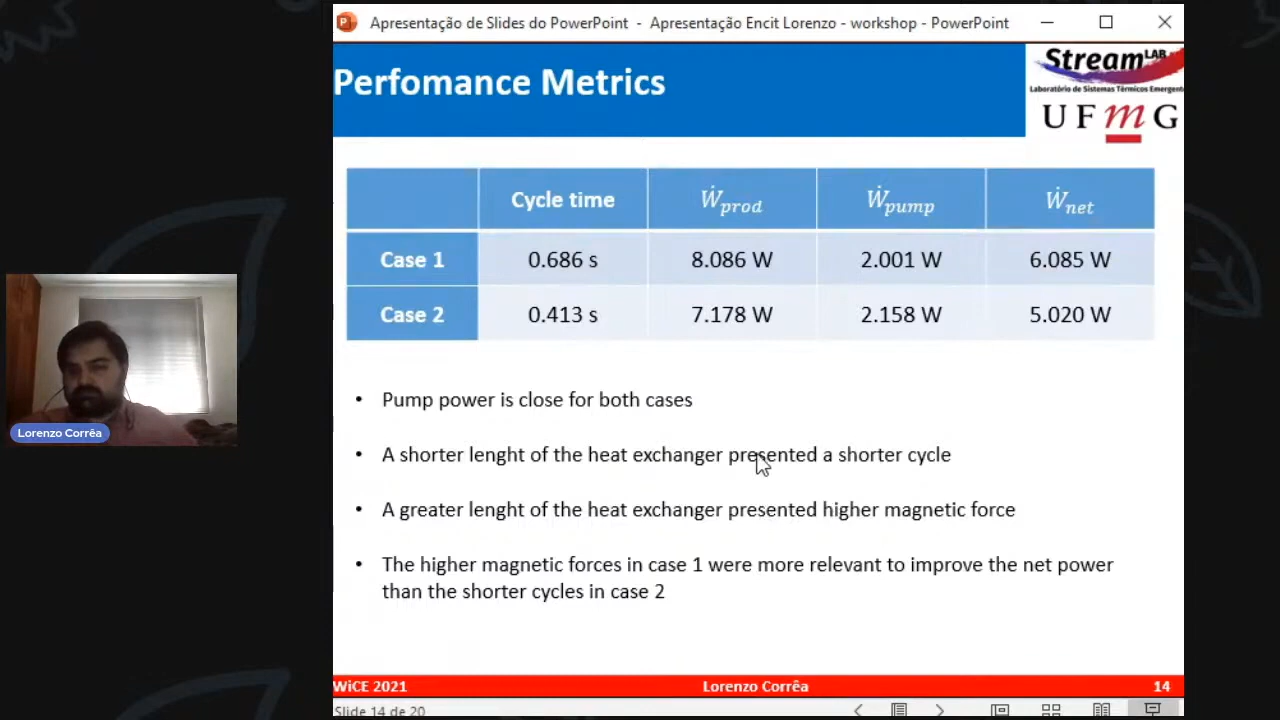 Apresentação de Slides do PowerPoint - Apresentação Encit Lorenzo - workshop - PowerPoint
Perfomance Metrics
StreamLAB
Laboratório de Sistemas Térmicos Emergent
UFmG
Cycle time Ẇprod Ẇpump Ẇnet
Case 1 0.686 s 8.086 W 2.001 W 6.085 W
Case 2 0.413 s 7.178 W 2.158 W 5.020 W
• Pump power is close for both cases
• A shorter lenght of the heat exchanger presented a shorter cycle
• A greater lenght of the heat exchanger presented higher magnetic force
• The higher magnetic forces in case 1 were more relevant to improve the net power
than the shorter cycles in case 2
Lorenzo Corrêa
WiCE 2021 Lorenzo Corrêa 14
Slide 14 de 20